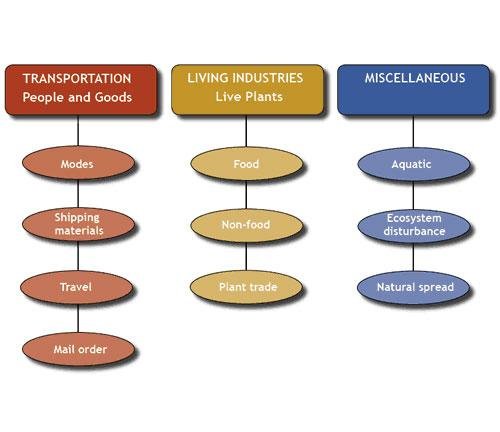 TRANSPORTATION
People and Goods
Modes
Shipping
materials
Travel
Mail order
LIVING INDUSTRIES
Live Plants
Food
Non-food
Plant trade
MISCELLANEOUS
Aquatic
Ecosystem
disturbance
Natural spread